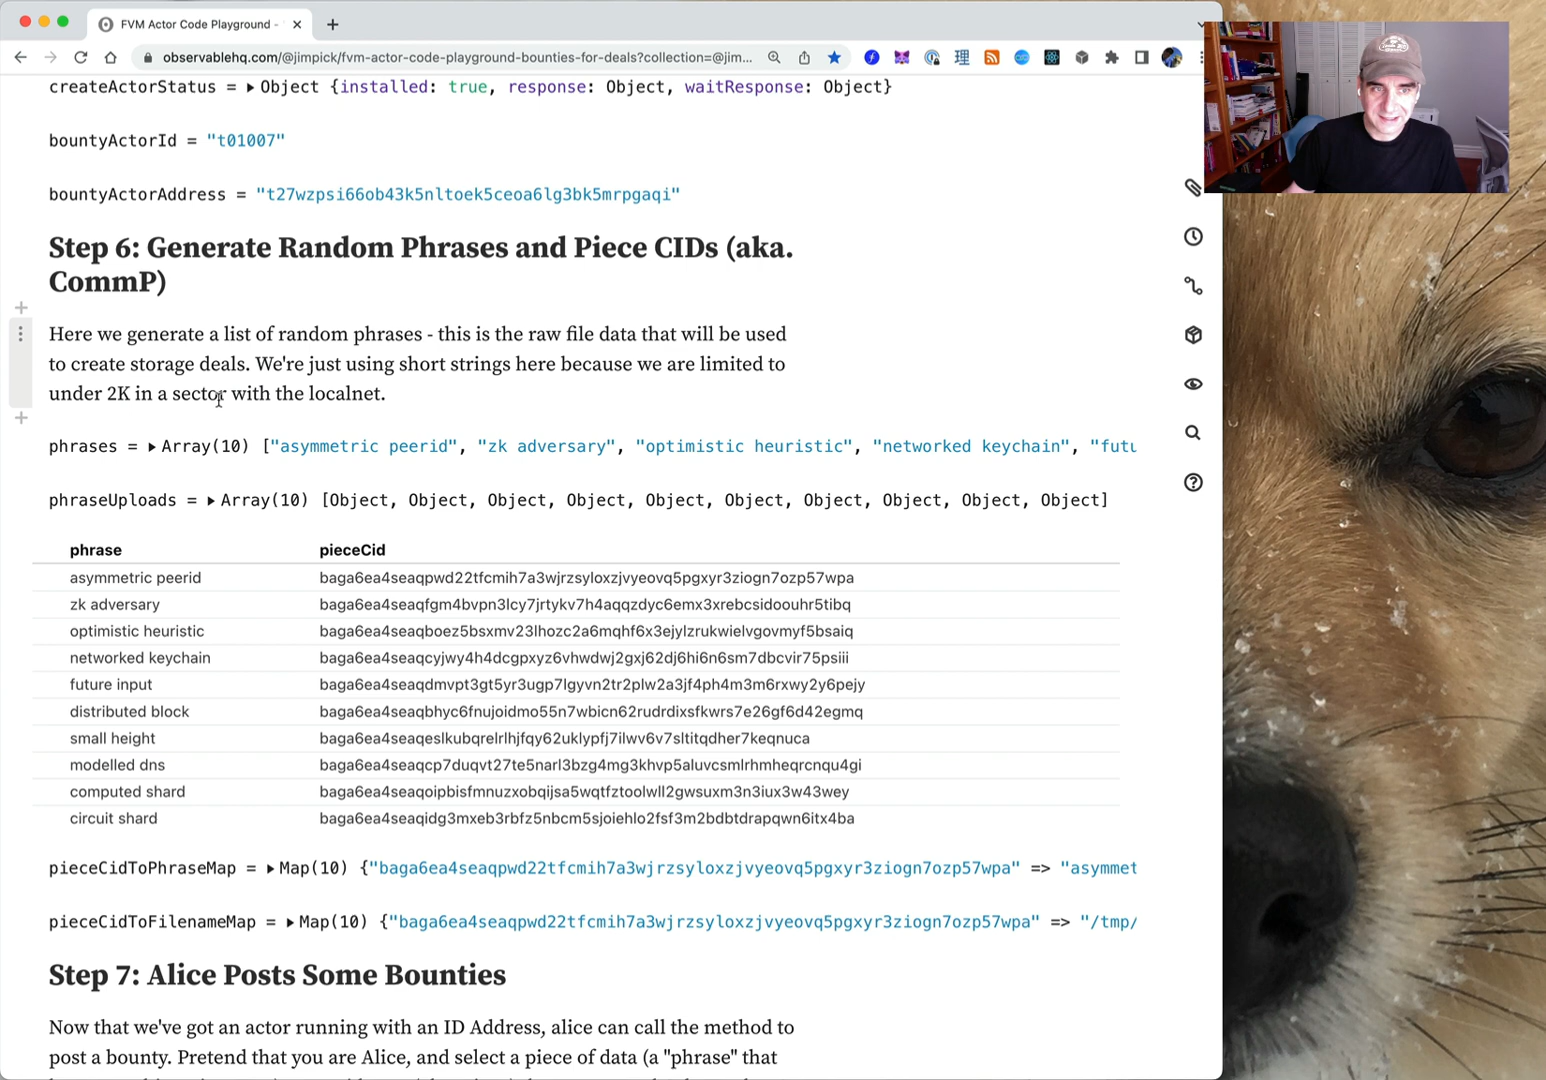 FVM Actor Code Playground -
observablehq.com/@jimpick/fvm-actor-code-playground-bounties-for-deals?collection=@jim...
createActorStatus = ▶ Object {installed: true, response: Object, waitResponse: Object}
bountyActorId = "t01007"
bountyActorAddress = "t27wzpsi66ob43k5nltoek5ceoa6lg3bk5mrpgaqi"
Step 6: Generate Random Phrases and Piece CIDs (aka.
CommP)
Here we generate a list of random phrases - this is the raw file data that will be used
to create storage deals. We're just using short strings here because we are limited to
under 2K in a sector with the localnet.
phrases = ▶ Array(10) ["asymmetric peerid", "zk adversary", "optimistic heuristic", "networked keychain", "futu
phraseUploads = ▶ Array(10) [Object, Object, Object, Object, Object, Object, Object, Object, Object, Object]
phrase pieceCid
asymmetric peerid baga6ea4seaqpwd22tfcmih7a3wjrzsyloxzjvyeovq5pgxyr3ziogn7ozp57wpa
zk adversary baga6ea4seaqfgm4bvpn3lcy7jrtykv7h4aqqzdyc6emx3xrebcsidoouhr5tibq
optimistic heuristic baga6ea4seaqboez5bsxmv23lhozc2a6mqhf6x3ejylzrukwielvgovmyf5bsaiq
networked keychain baga6ea4seaqcyjwy4h4dcgpxyz6vhwdwj2gxj62dj6hi6n6sm7dbcvir75psiii
future input baga6ea4seaqdmvpt3gt5yr3ugp7lgyvn2tr2plw2a3jf4ph4m3m6rxwy2y6pejy
distributed block baga6ea4seaqbhyc6fnujoidmo55n7wbicn62rudrdixsfkwrs7e26gf6d42egmq
small height baga6ea4seaqeslkubqrelrlhjfqy62uklypfj7ilwv6v7sltitqdher7keqnuca
modelled dns baga6ea4seaqcp7duqvt27te5narl3bzg4mg3khvp5aluvcsmlrhmheqrcnqu4gi
computed shard baga6ea4seaqoipbisfmnuzxobqijsa5wqtfztoolwll2gwsuxm3n3iux3w43wey
circuit shard baga6ea4seaqidg3mxeb3rbfz5nbcm5sjoiehlo2fsf3m2bdbtdrapqwn6itx4ba
pieceCidToPhraseMap = ▶ Map(10) {"baga6ea4seaqpwd22tfcmih7a3wjrzsyloxzjvyeovq5pgxyr3ziogn7ozp57wpa" => "asymmet
pieceCidToFilenameMap = ▶ Map(10) {"baga6ea4seaqpwd22tfcmih7a3wjrzsyloxzjvyeovq5pgxyr3ziogn7ozp57wpa" => "/tmp/
Step 7: Alice Posts Some Bounties
Now that we've got an actor running with an ID Address, alice can call the method to
post a bounty. Pretend that you are Alice, and select a piece of data (a "phrase" that